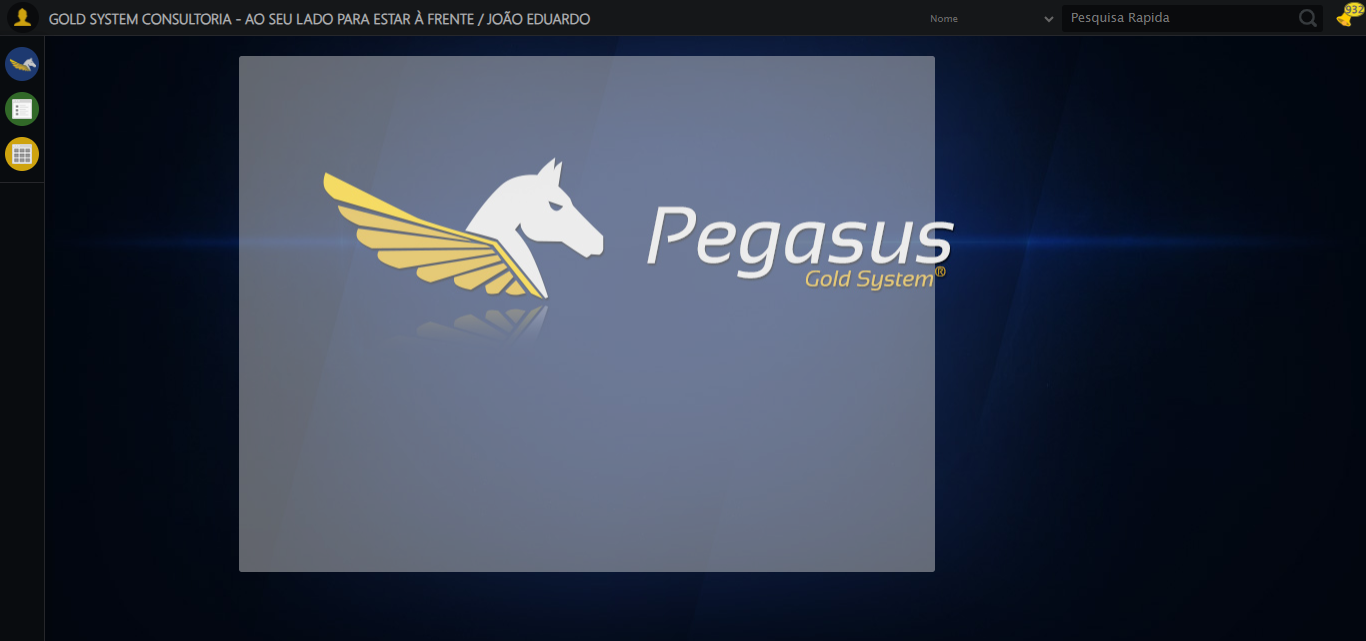 GOLD SYSTEM CONSULTORIA - AO SEU LADO PARA ESTAR À FRENTE / JOÃO EDUARDO
Nome
Pesquisa Rapida
932
Pegasus
Gold System®